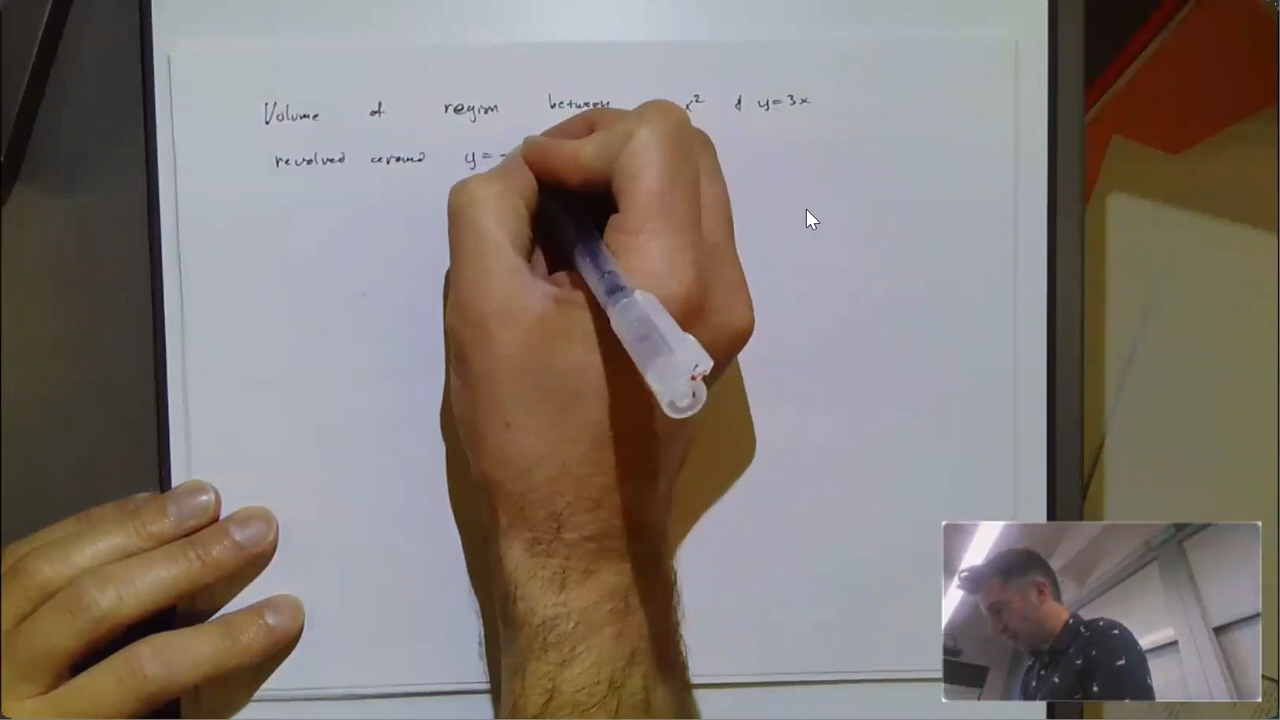 Volume of region between x² & y=3x
revolved around y=-